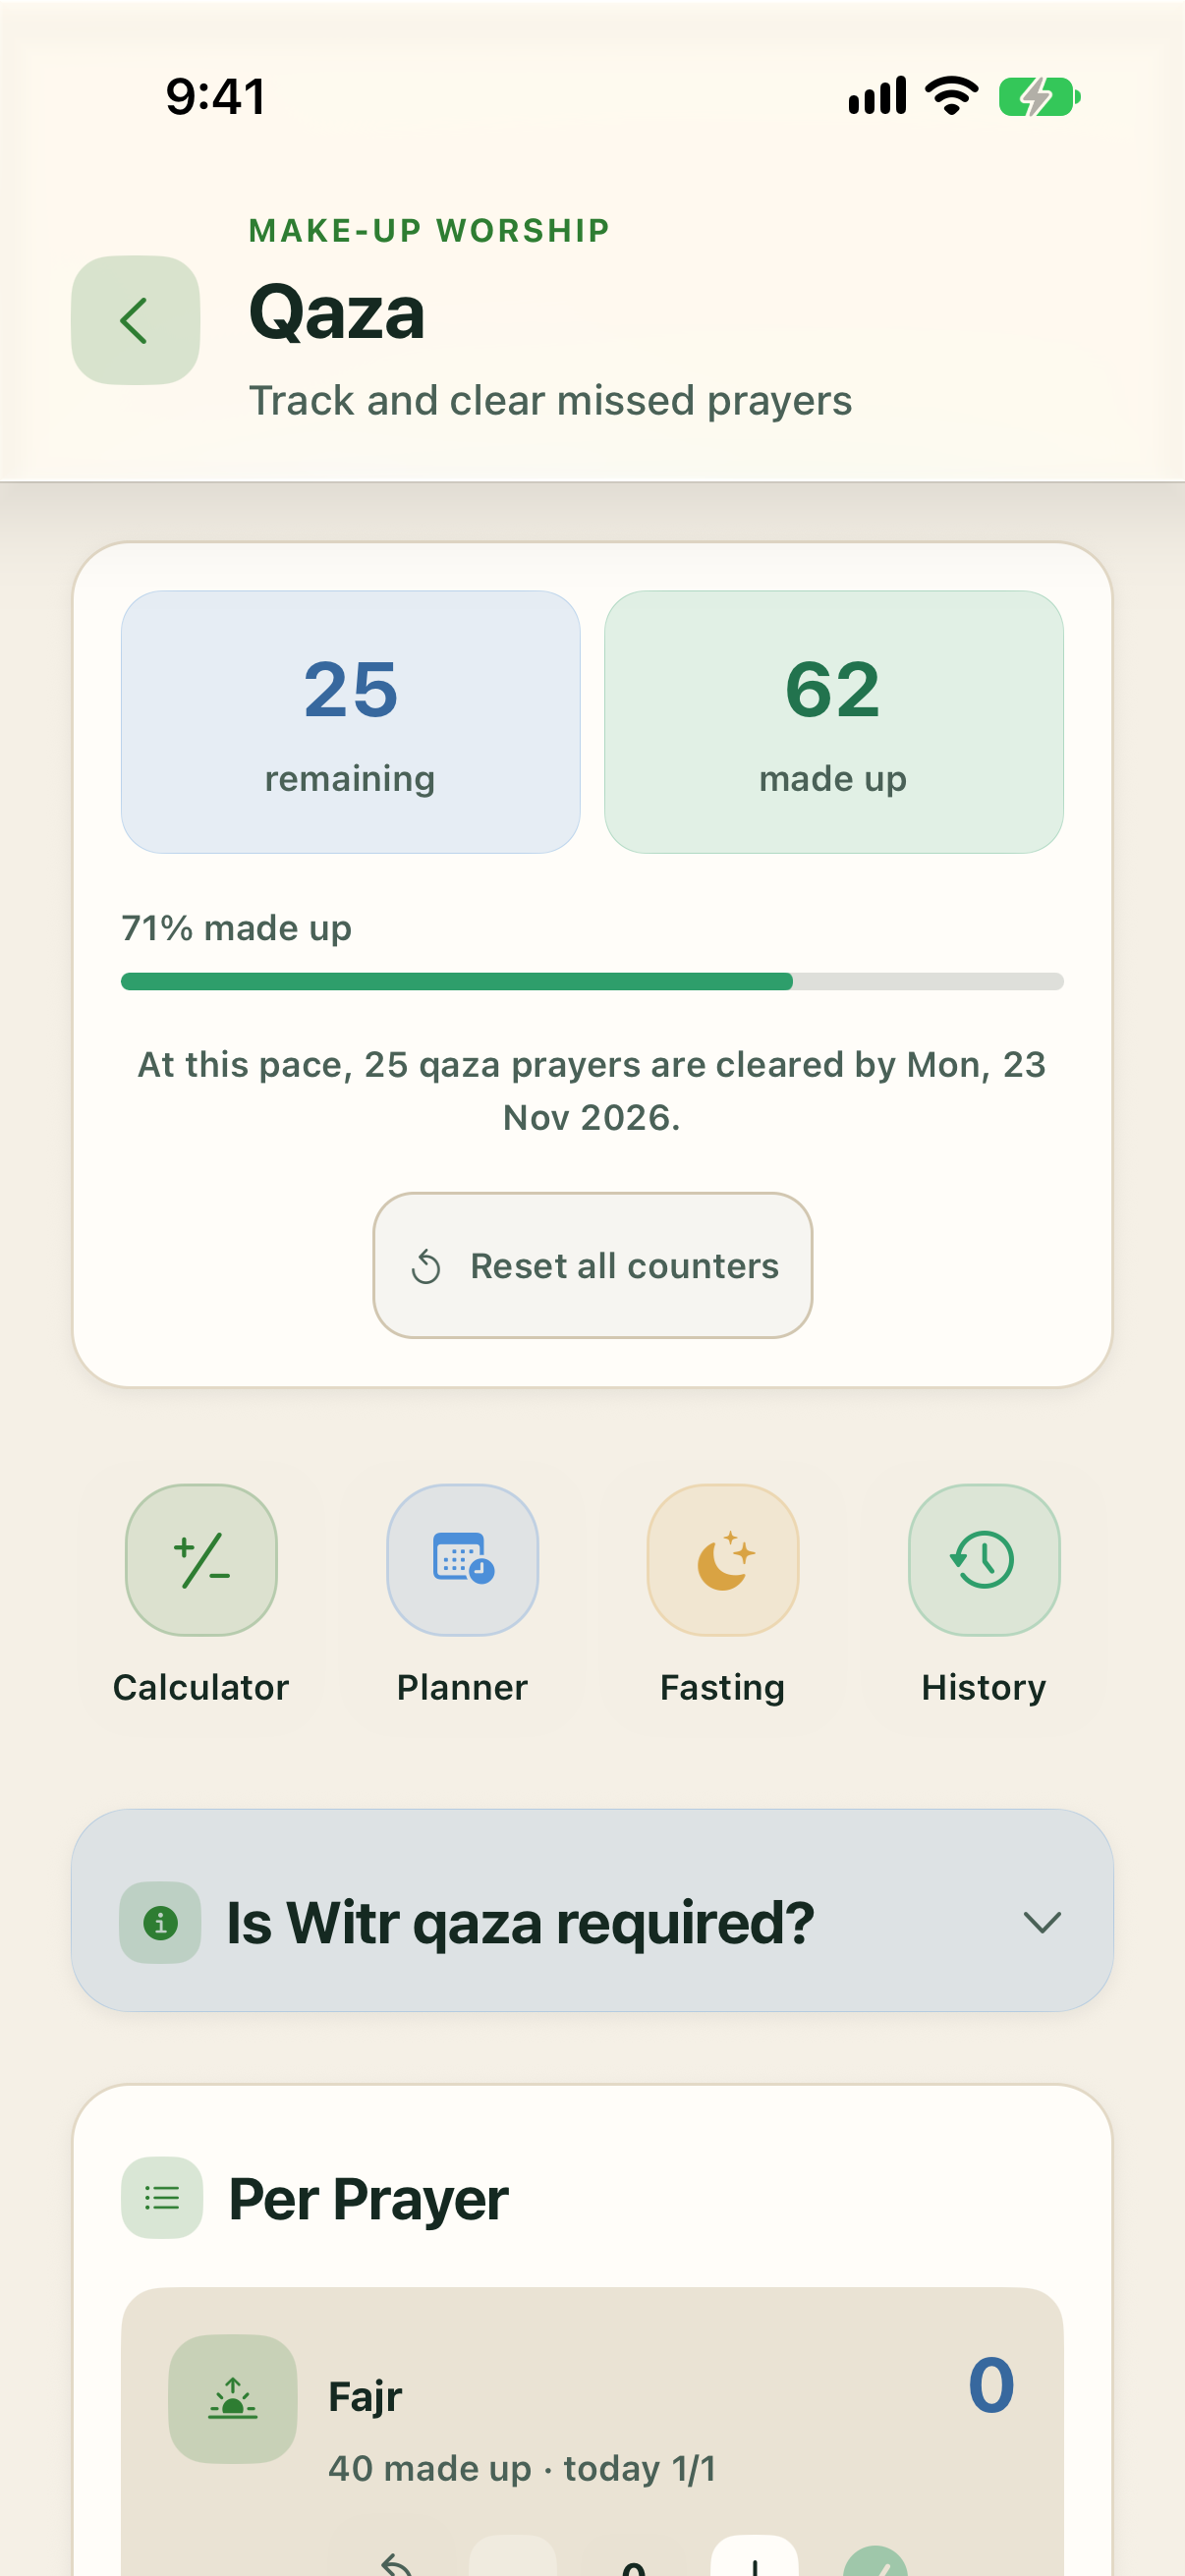 9:41
MAKE-UP WORSHIP
Qaza
Track and clear missed prayers
25
remaining
62
made up
71% made up
At this pace, 25 qaza prayers are cleared by Mon, 23
Nov 2026.
Reset all counters
Calculator
Planner
Fasting
History
Is Witr qaza required?
Per Prayer
Fajr
0
40 made up · today 1/1
0